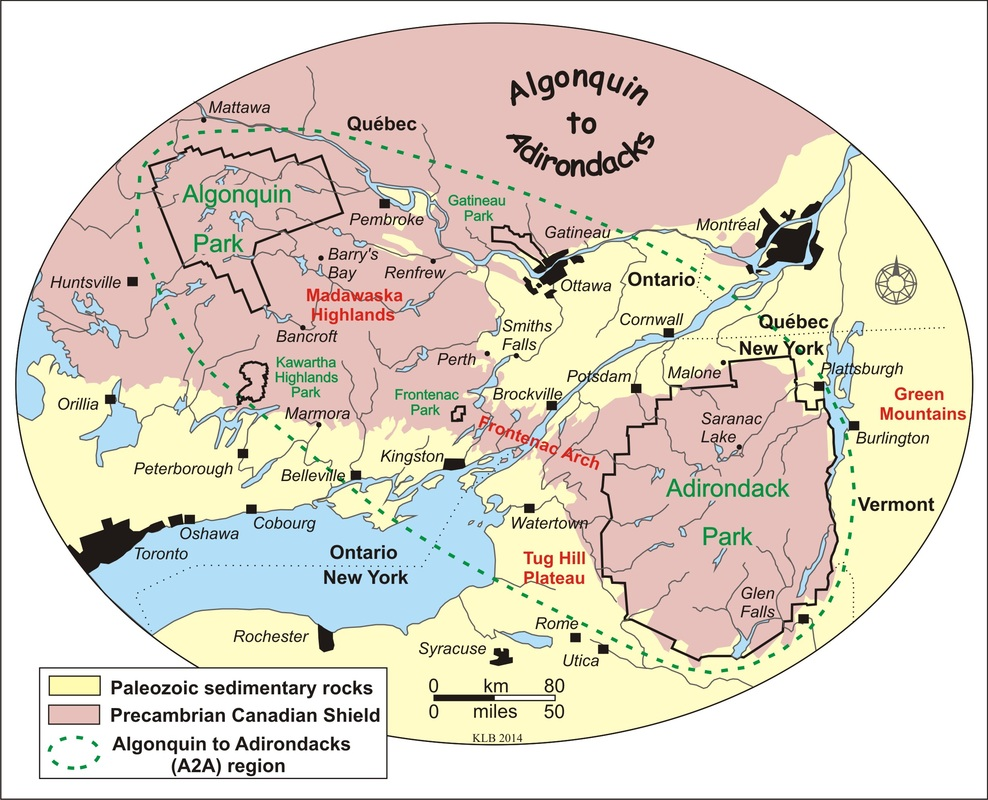 Algonquin
to
Adirondacks
Mattawa
Québec
Algonquin
Park
Pembroke
Gatineau
Park
Gatineau
Montréal
Huntsville
Barry's
Bay
Renfrew
Ottawa
Ontario
Madawaska
Highlands
Bancroft
Smiths
Falls
Cornwall
Québec
New York
Perth
Kawartha
Highlands
Park
Frontenac
Park
Brockville
Potsdam
Malone
Plattsburgh
Green
Mountains
Orillia
Marmora
Saranac
Lake
Burlington
Frontenac Arch
Peterborough
Belleville
Kingston
Adirondack
Park
Vermont
Cobourg
Oshawa
Toronto
Watertown
Ontario
New York
Tug Hill
Plateau
Glen
Falls
Rochester
Rome
Syracuse
Utica
0 km 80
0 miles 50
KLB 2014
Paleozoic sedimentary rocks
Precambrian Canadian Shield
Algonquin to Adirondacks
(A2A) region